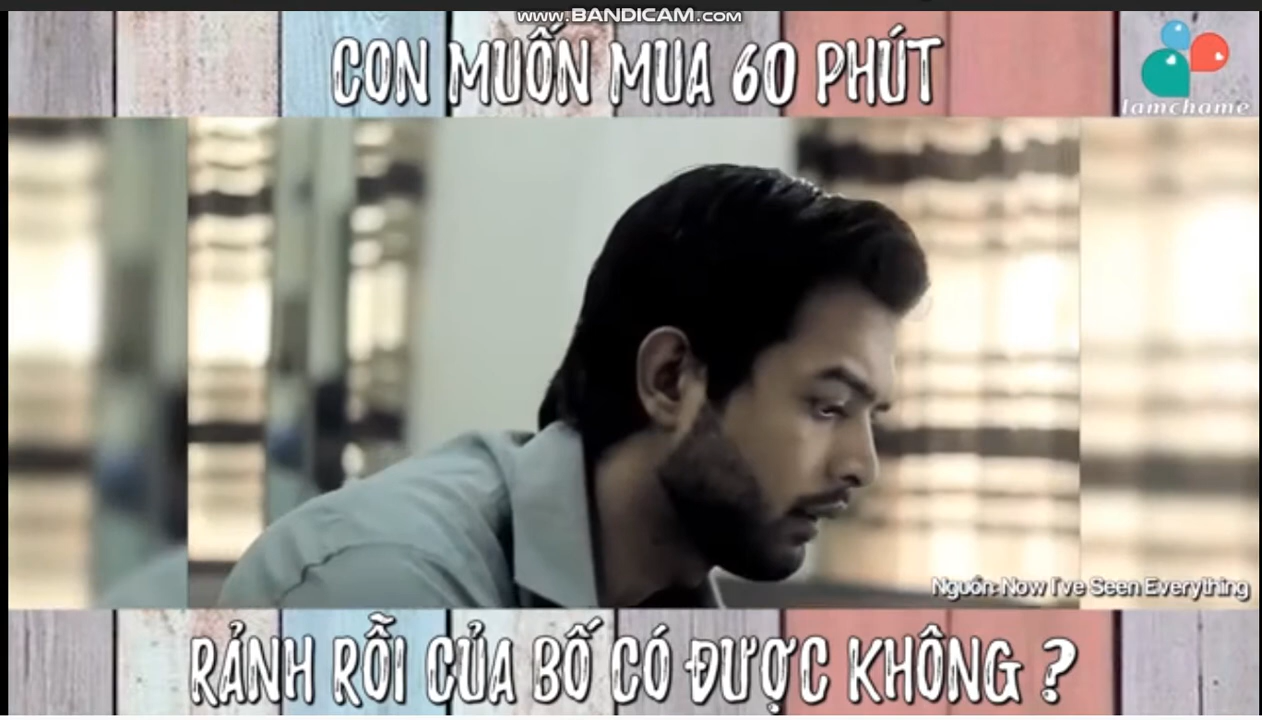 www.BANDICAM.com
CON MUỐN MUA 60 PHÚT
lamchame
Nguồn: Now I've Seen Everything
RẢNH RỖI CỦA BỐ CÓ ĐƯỢC KHÔNG ?